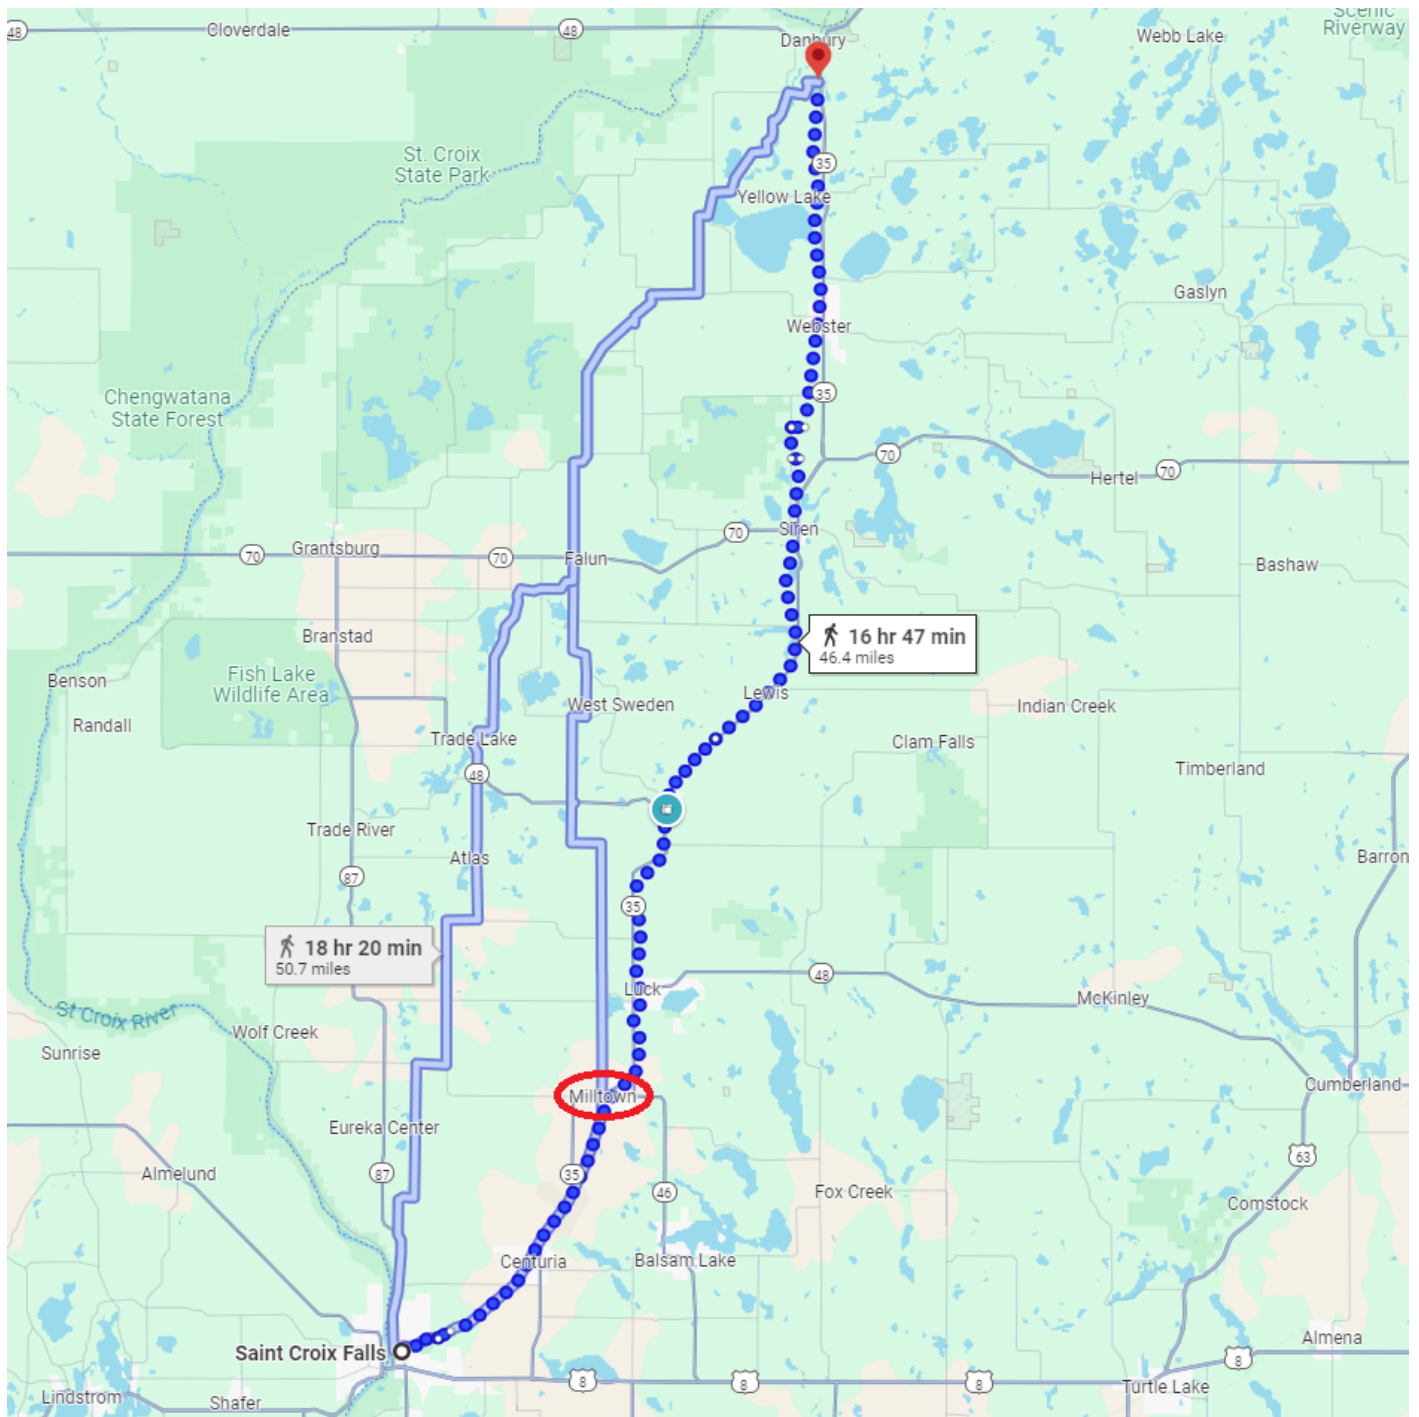 Scenic
Riverway
48
Cloverdale
48
Danbury
Webb Lake
St. Croix
State Park
35
Yellow Lake
Gaslyn
Webster
Chengwatana
State Forest
35
70
Hertel
70
70
Grantsburg
70
Falun
70
Siren
Bashaw
Branstad
16 hr 47 min
46.4 miles
Fish Lake
Wildlife Area
Benson
Lewis
West Sweden
Indian Creek
Randall
Trade Lake
Clam Falls
Timberland
48
Trade River
Atlas
Barron
87
35
18 hr 20 min
50.7 miles
48
Luck
McKinley
St Croix River
Wolf Creek
Sunrise
Milltown
Cumberland
Eureka Center
63
Almelund
87
35
46
Fox Creek
Comstock
Centuria
Balsam Lake
Saint Croix Falls
Almena
8
8
8
8
Lindstrom
Shafer
Turtle Lake